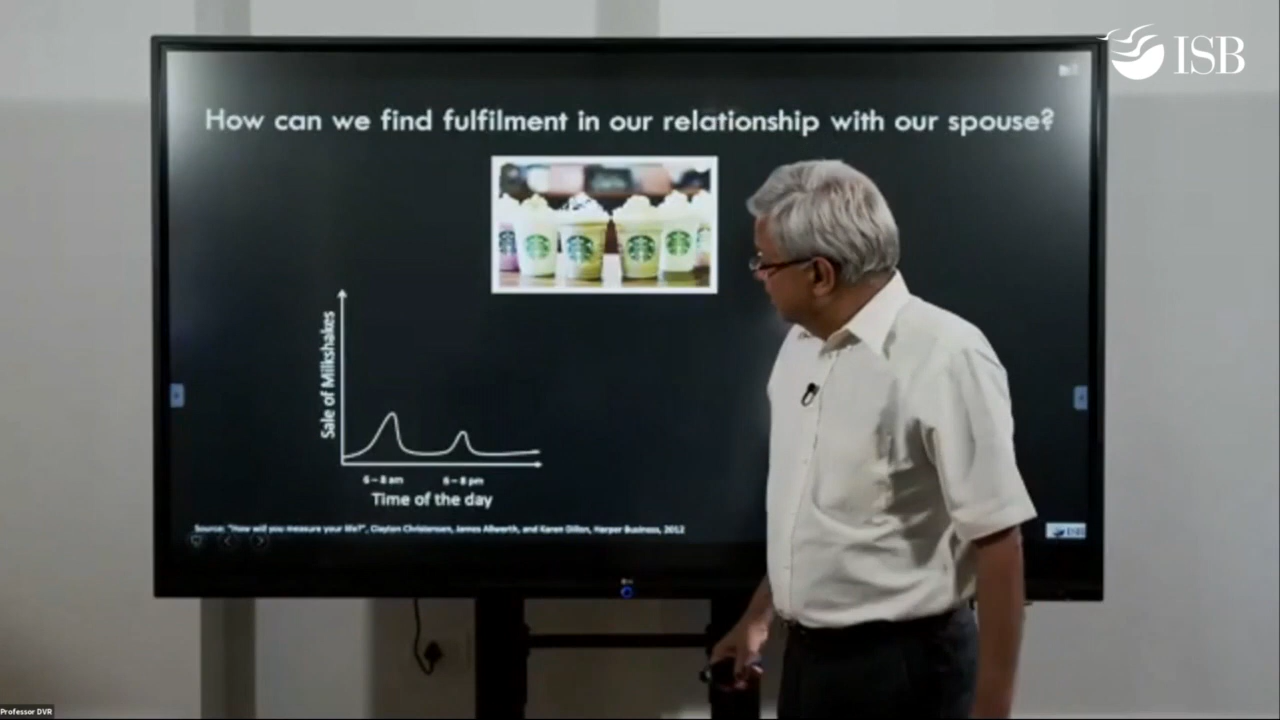 ISB
How can we find fulfilment in our relationship with our spouse?
Sale of Milkshakes
6 – 8 am
6 – 8 pm
Time of the day
Source: "How will you measure your life?", Clayton Christensen, James Allworth, and Karen Dillon, Harper Business, 2012
ISB
Professor DVR